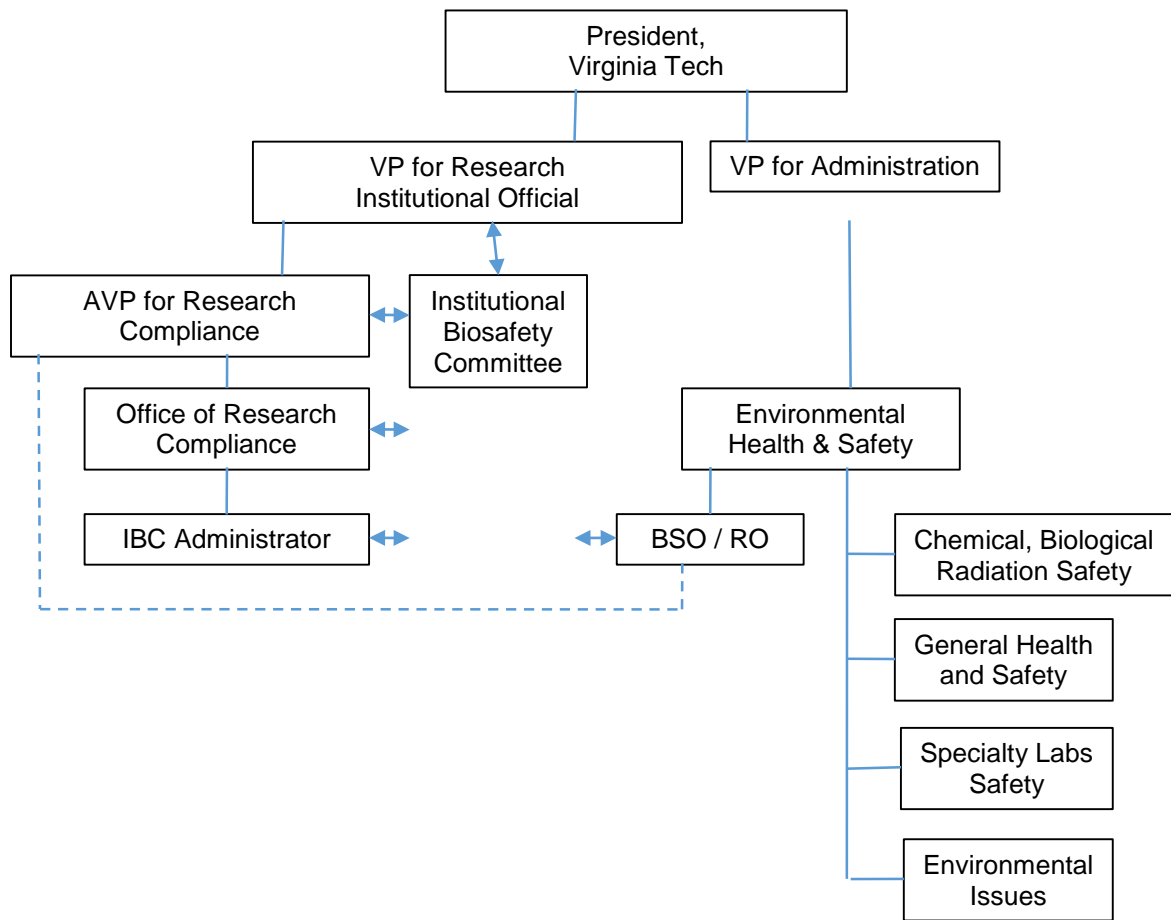 President,
Virginia Tech
VP for Research
Institutional Official
VP for Administration
AVP for Research
Compliance
Institutional
Biosafety
Committee
Office of Research
Compliance
Environmental
Health & Safety
IBC Administrator
BSO / RO
Chemical, Biological
Radiation Safety
General Health
and Safety
Specialty Labs
Safety
Environmental
Issues